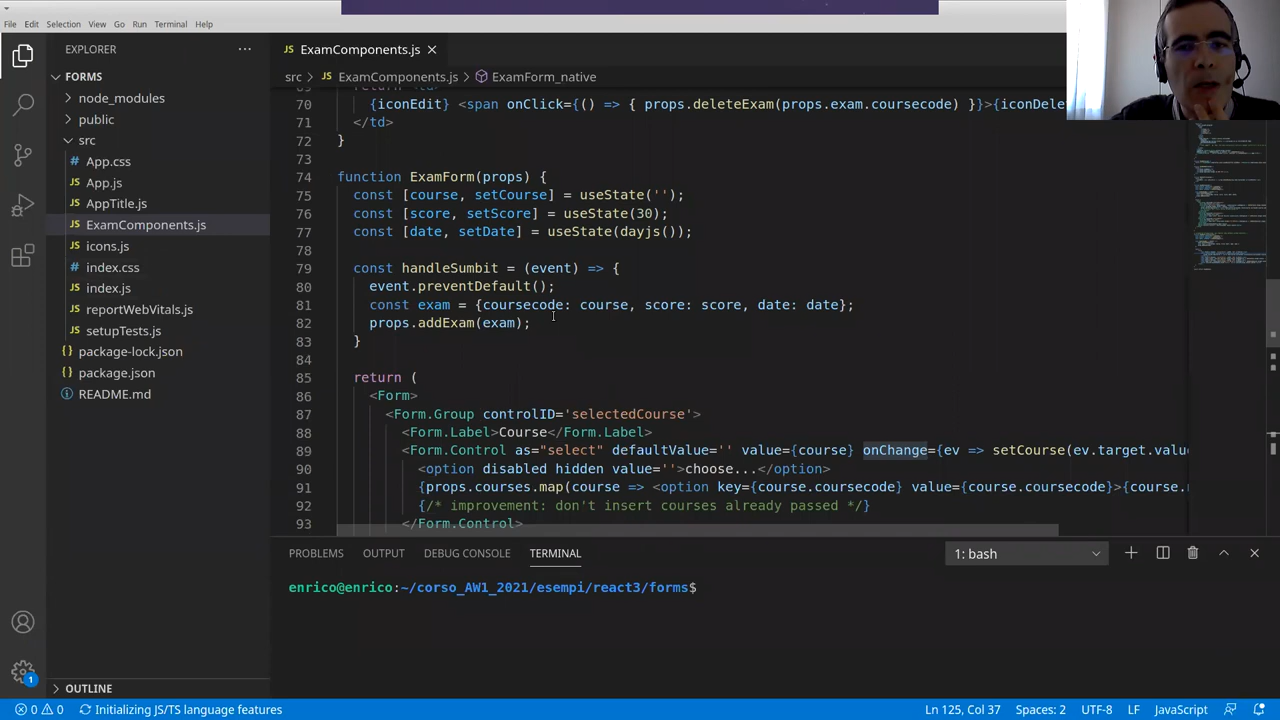 File Edit Selection View Go Run Terminal Help
EXPLORER
FORMS
node_modules
public
src
App.css
App.js
AppTitle.js
ExamComponents.js
icons.js
index.css
index.js
reportWebVitals.js
setupTests.js
package-lock.json
package.json
README.md
OUTLINE
ExamComponents.js
src > ExamComponents.js > ExamForm_native
70 {iconEdit} <span onClick={() => { props.deleteExam(props.exam.coursecode) }}>{iconDel
71 </td>
72 }
73
74 function ExamForm(props) {
75 const [course, setCourse] = useState('');
76 const [score, setScore] = useState(30);
77 const [date, setDate] = useState(dayjs());
78
79 const handleSumbit = (event) => {
80 event.preventDefault();
81 const exam = {coursecode: course, score: score, date: date};
82 props.addExam(exam);
83 }
84
85 return (
86 <Form>
87 <Form.Group controlID='selectedCourse'>
88 <Form.Label>Course</Form.Label>
89 <Form.Control as="select" defaultValue='' value={course} onChange={ev => setCourse(ev.target.valu
90 <option disabled hidden value=''>choose...</option>
91 {props.courses.map(course => <option key={course.coursecode} value={course.coursecode}>{course.
92 {/* improvement: don't insert courses already passed */}
93 </Form.Control>
PROBLEMS OUTPUT DEBUG CONSOLE TERMINAL
1: bash
enrico@enrico:~/corso_AW1_2021/esempi/react3/forms$
1
0 0 Initializing JS/TS language features
Ln 125, Col 37 Spaces: 2 UTF-8 LF JavaScript